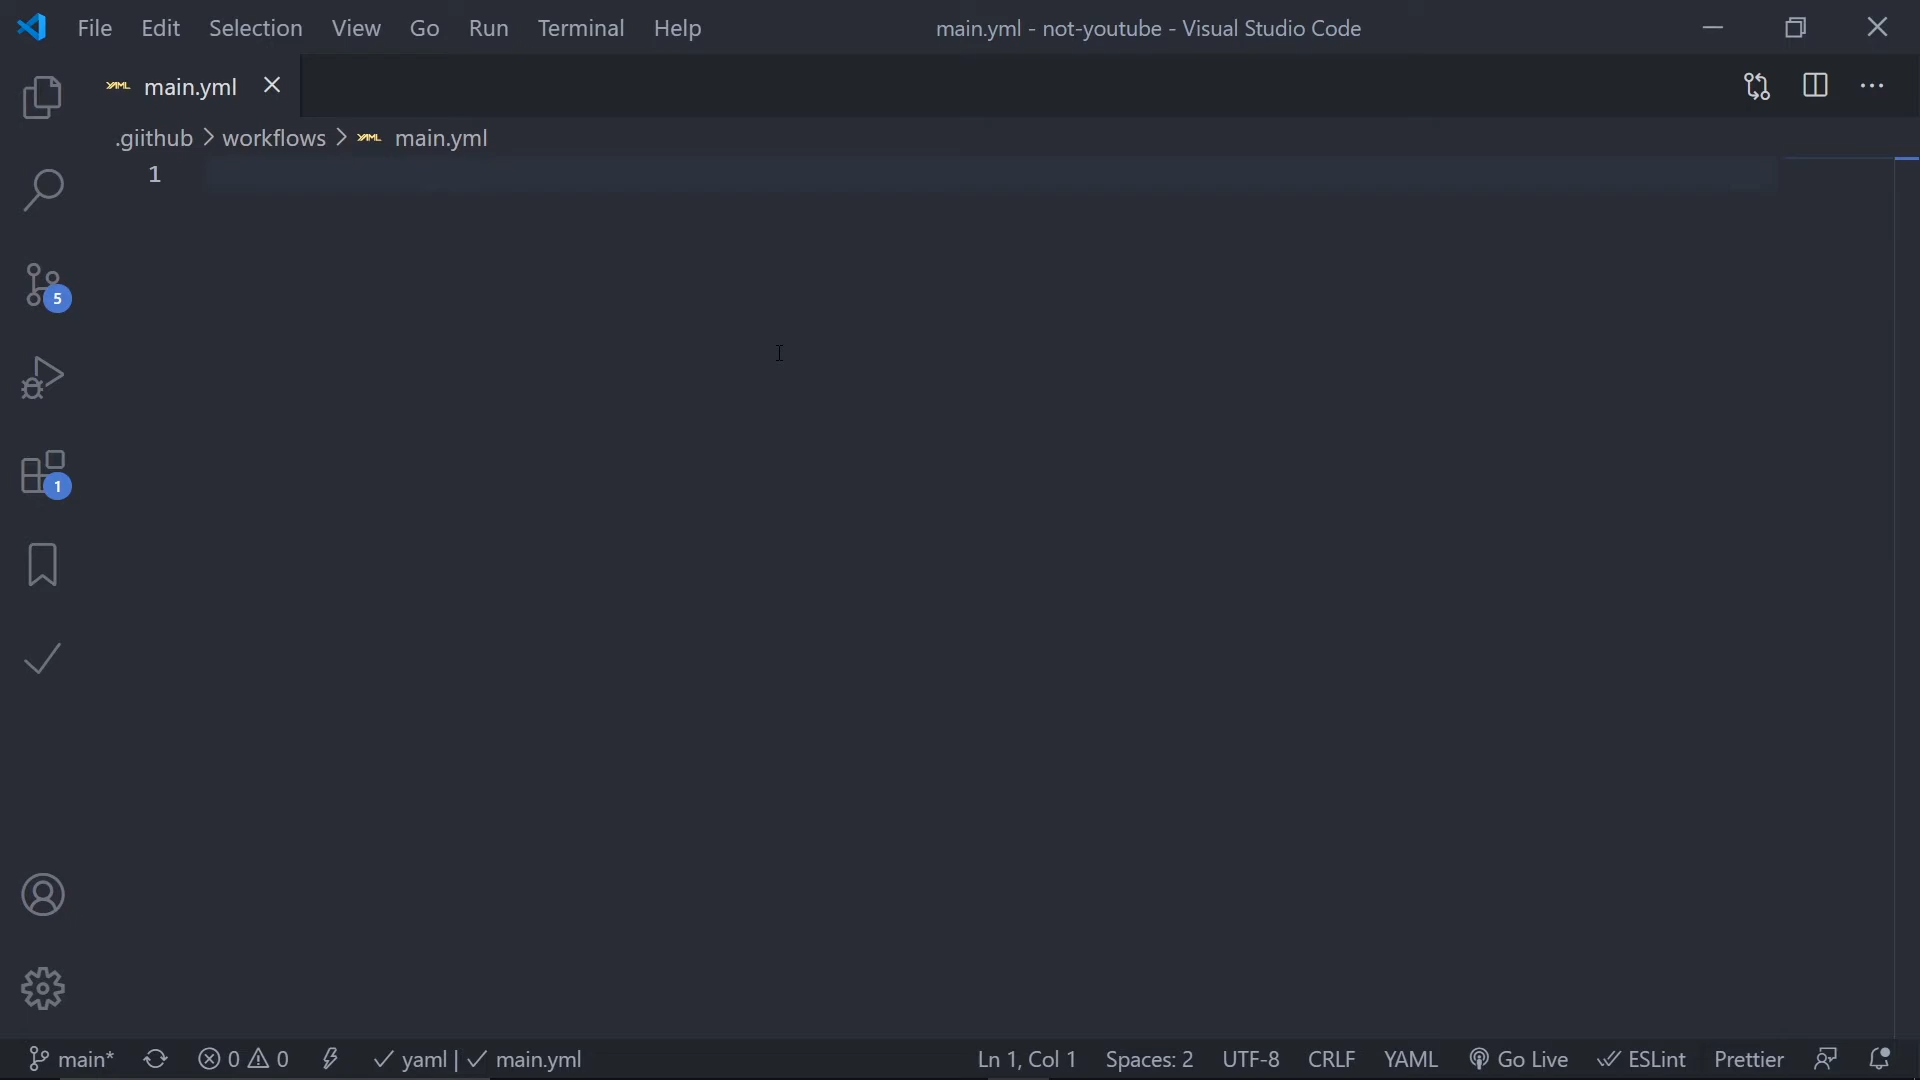 File Edit Selection View Go Run Terminal Help main.yml - not-youtube - Visual Studio Code
YAML main.yml
.giithub > workflows > YAML main.yml
1
5
1
main* 0 0 yaml | main.yml Ln 1, Col 1 Spaces: 2 UTF-8 CRLF YAML Go Live ESLint Prettier